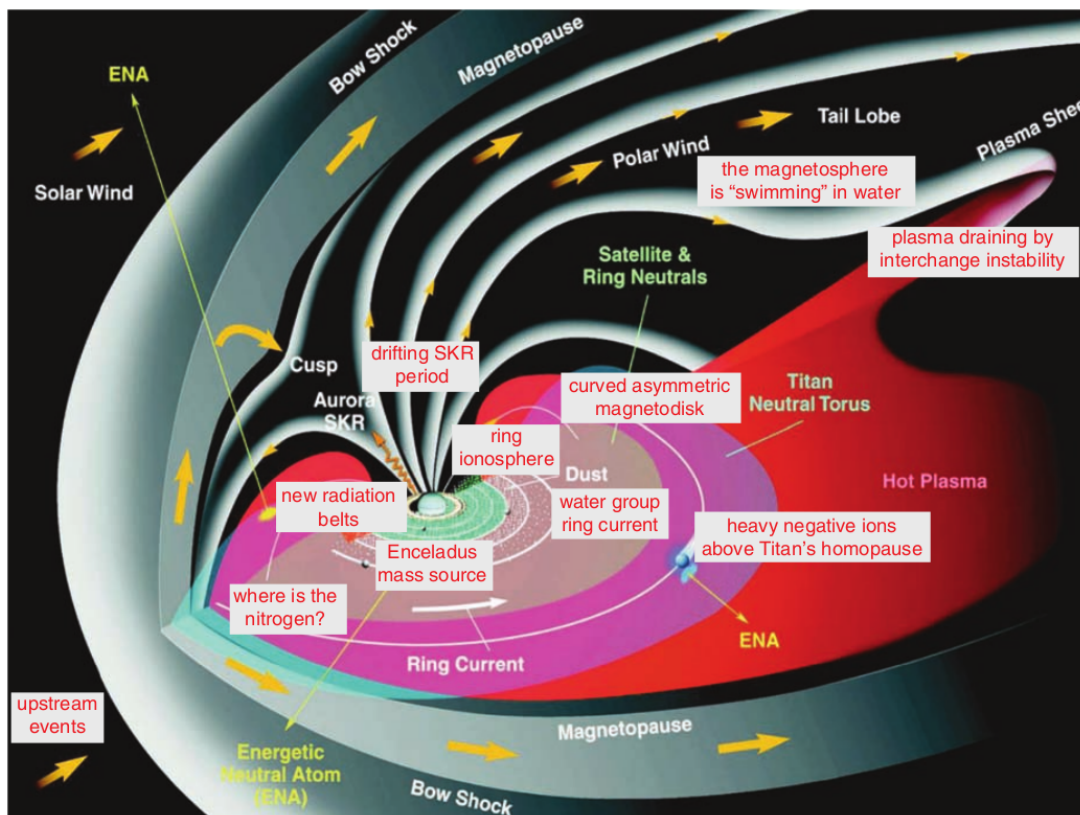 Bow Shock
Magnetopause
ENA
Solar Wind
Tail Lobe
Polar Wind
Plasma Sheet
the magnetosphere
is “swimming” in water
plasma draining by
interchange instability
Satellite &
Ring Neutrals
Cusp
drifting SKR
period
Aurora
SKR
curved asymmetric
magnetodisk
Titan
Neutral Torus
ring
ionosphere
Dust
Hot Plasma
new radiation
belts
water group
ring current
heavy negative ions
above Titan’s homopause
Enceladus
mass source
where is the
nitrogen?
ENA
Ring Current
upstream
events
Magnetopause
Energetic
Neutral Atom
(ENA)
Bow Shock